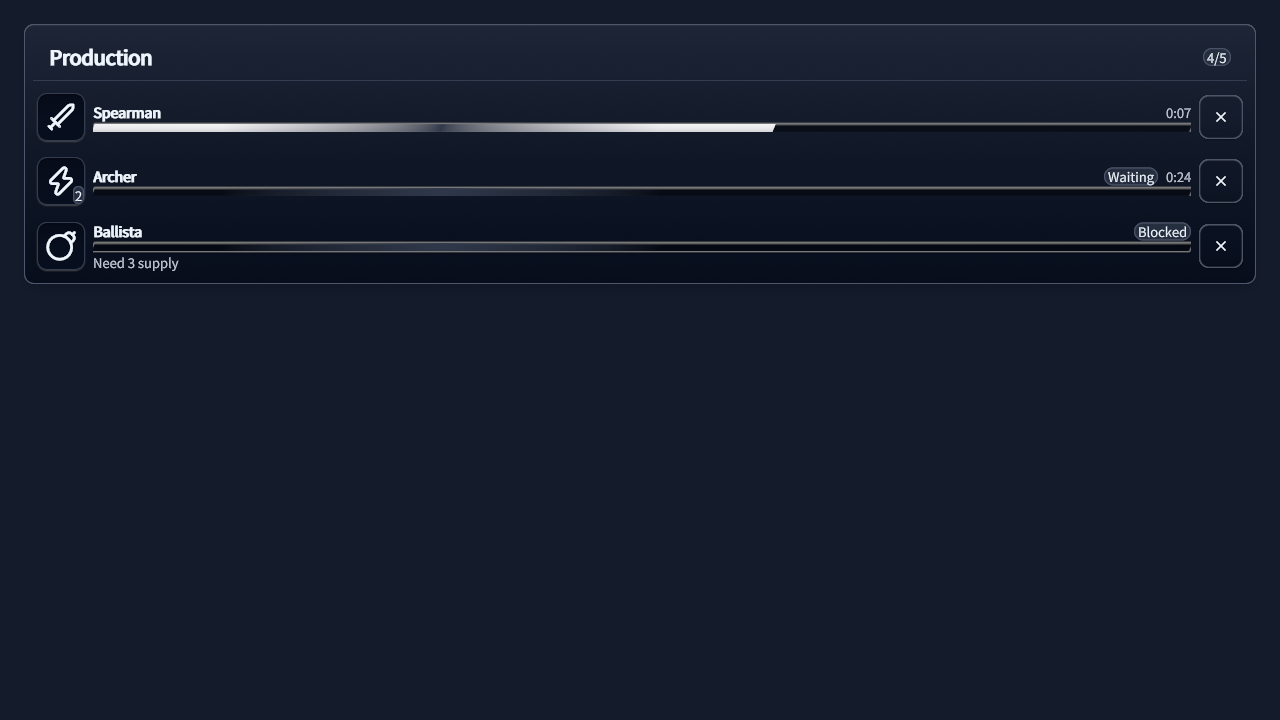 Production
4/5
Spearman
0:07
Archer
Waiting
0:24
2
Ballista
Blocked
Need 3 supply